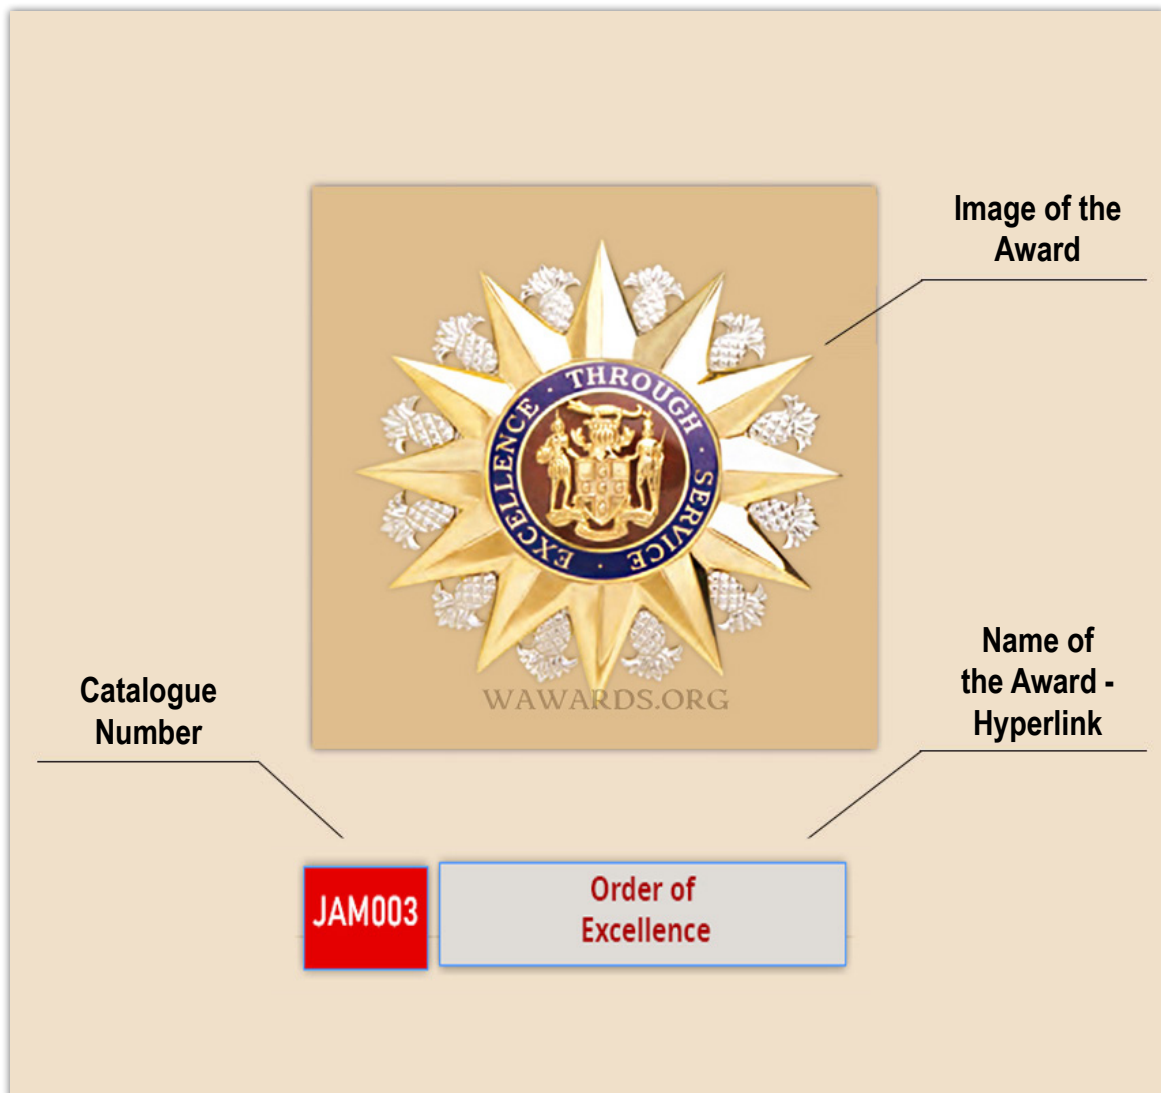 Image of the
Award
EXCELLENCE · THROUGH · SERVICE ·
WAWARDS.ORG
Name of
the Award -
Hyperlink
Catalogue
Number
JAM003
Order of
Excellence